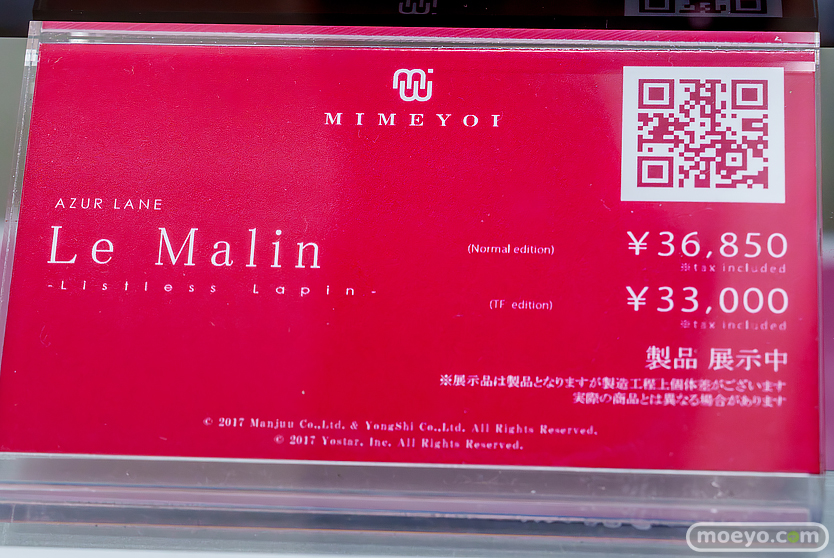 MIMEYOI
AZUR LANE
Le Malin
-Listless Lapin-
(Normal edition) ¥36,850
※tax included
(TF edition) ¥33,000
※tax included
製品 展示中
※展示品は製品となりますが製造工程上個体差がございます
実際の商品とは異なる場合があります
© 2017 Manjuu Co.,Ltd. & YongShi Co.,Ltd. All Rights Reserved.
© 2017 Yostar, Inc. All Rights Reserved.
moeyo.com